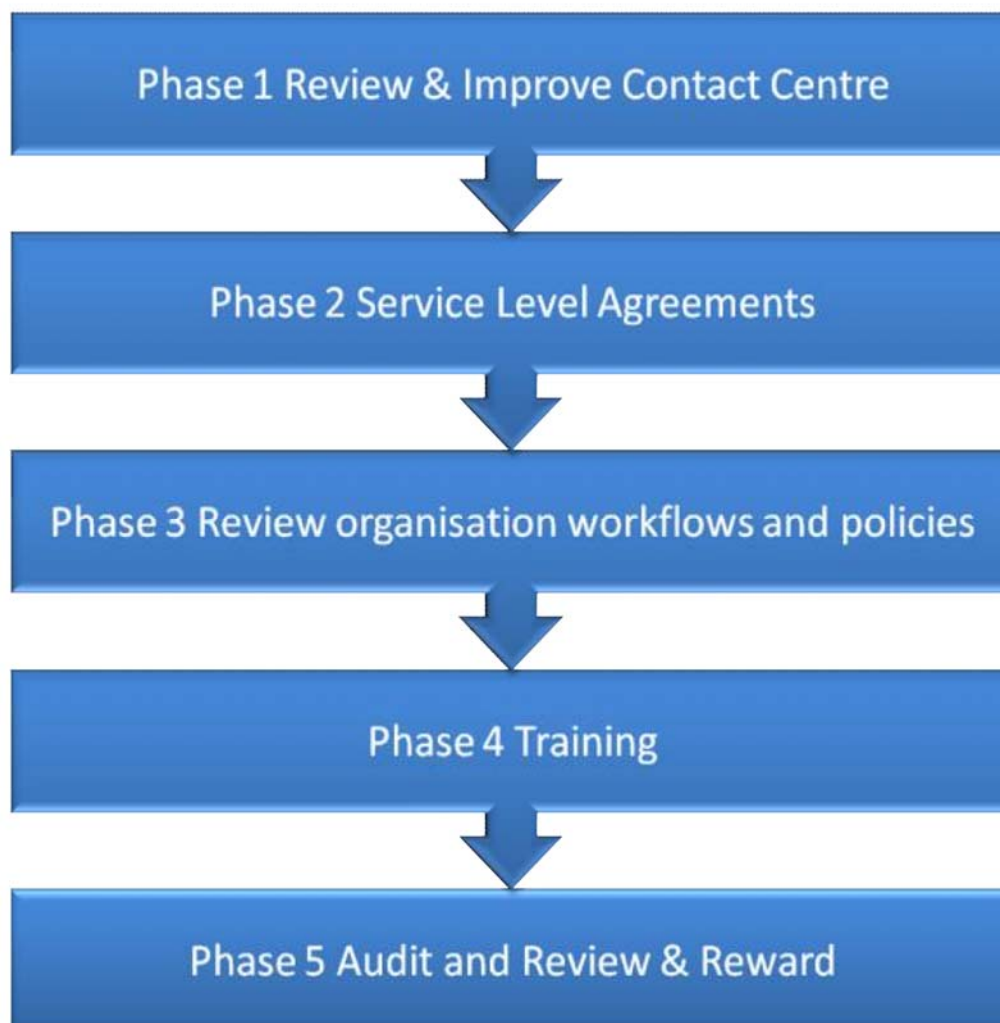 Phase 1 Review & Improve Contact Centre
Phase 2 Service Level Agreements
Phase 3 Review organisation workflows and policies
Phase 4 Training
Phase 5 Audit and Review & Reward